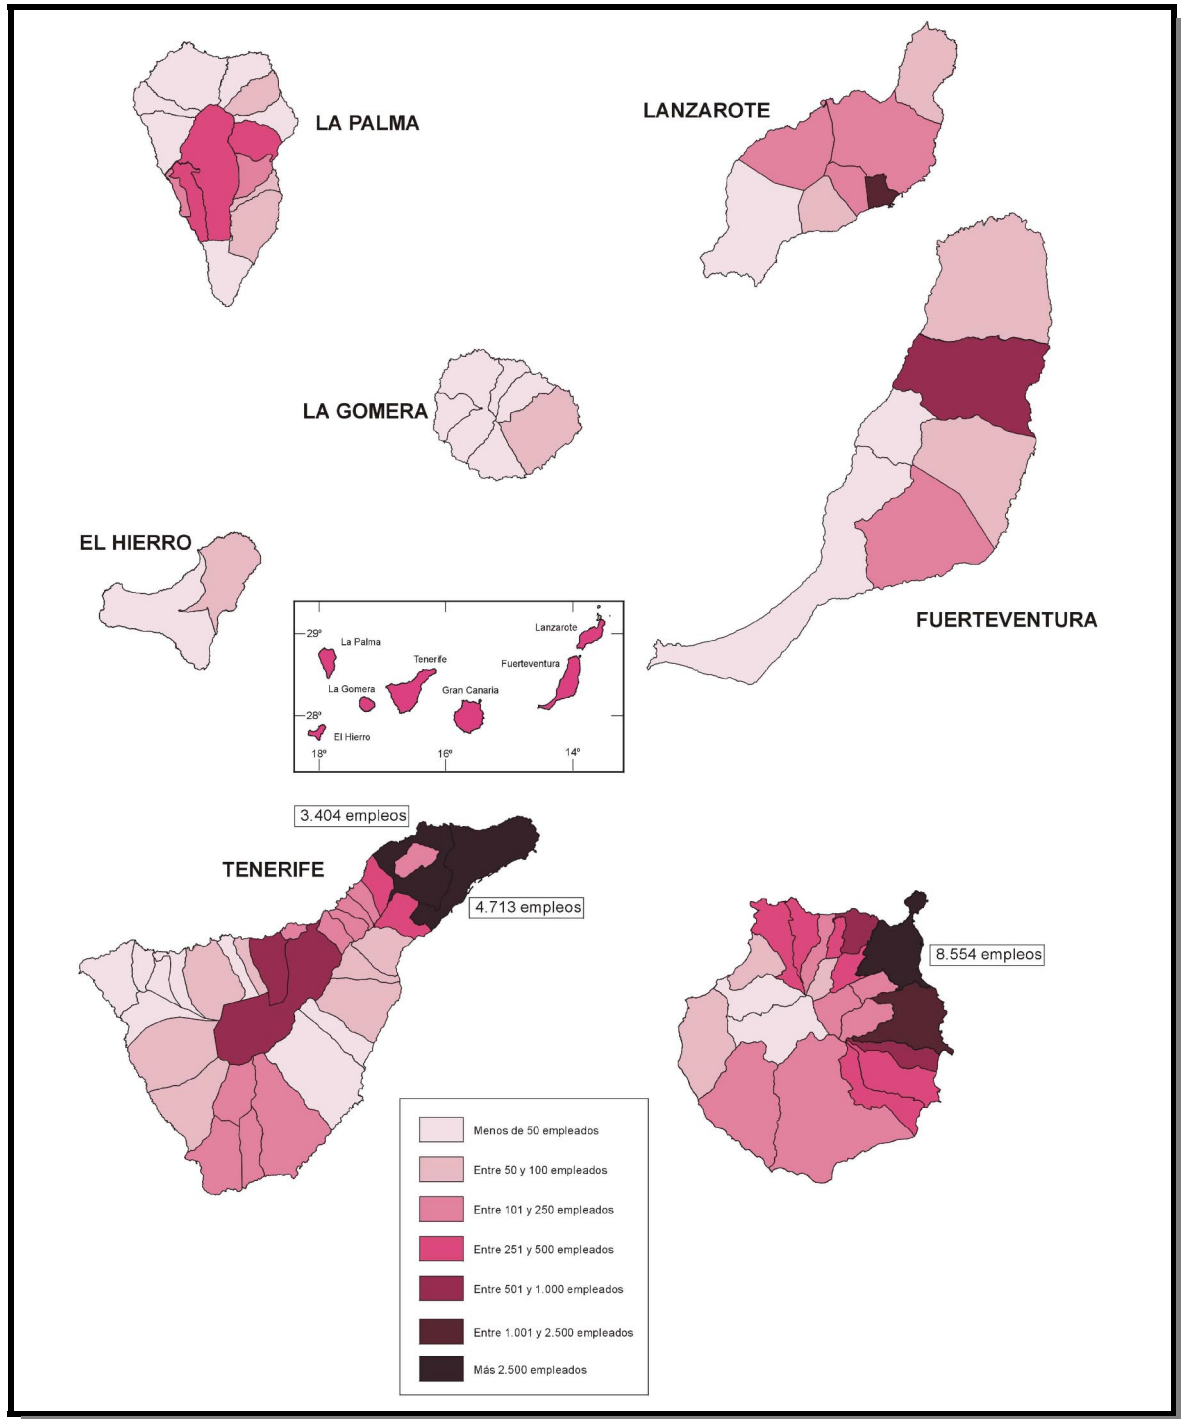 LA PALMA
LANZAROTE
LA GOMERA
EL HIERRO
FUERTEVENTURA
29º
28º
18º
16º
14º
La Palma
La Gomera
El Hierro
Tenerife
Gran Canaria
Fuerteventura
Lanzarote
3.404 empleos
TENERIFE
4.713 empleos
8.554 empleos
Menos de 50 empleados
Entre 50 y 100 empleados
Entre 101 y 250 empleados
Entre 251 y 500 empleados
Entre 501 y 1.000 empleados
Entre 1.001 y 2.500 empleados
Más 2.500 empleados